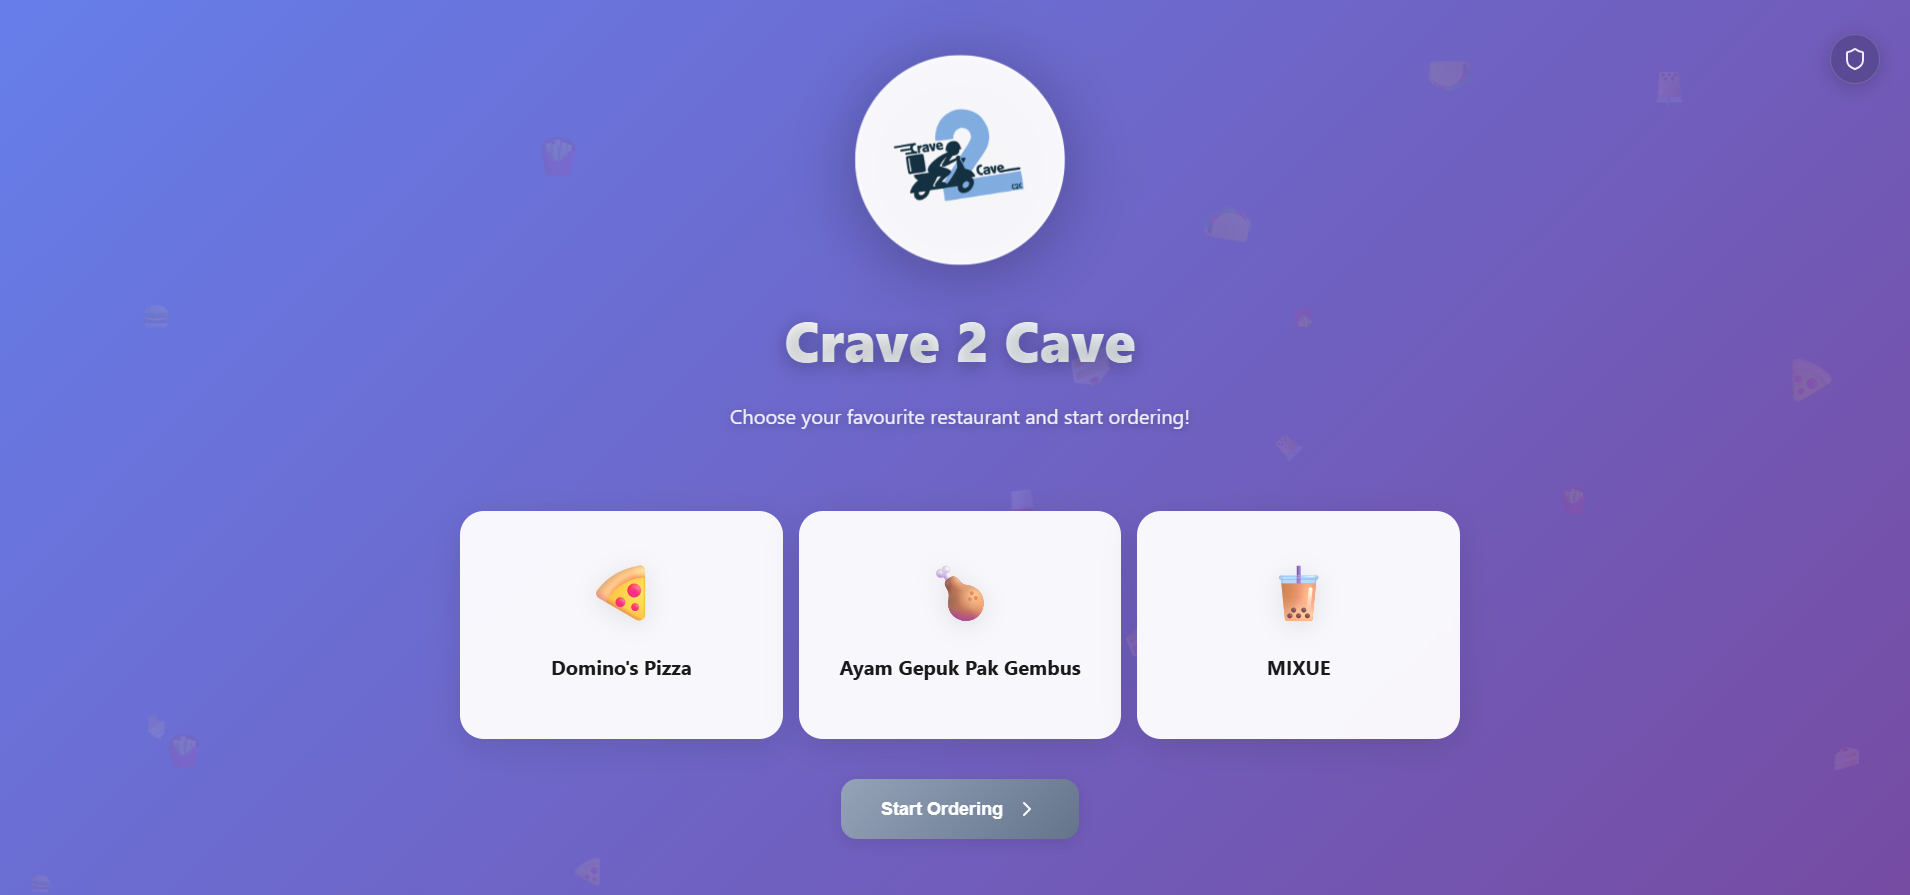 Crave
2
Cave
C2C
Crave 2 Cave
Choose your favourite restaurant and start ordering!
Domino's Pizza
Ayam Gepuk Pak Gembus
MIXUE
Start Ordering